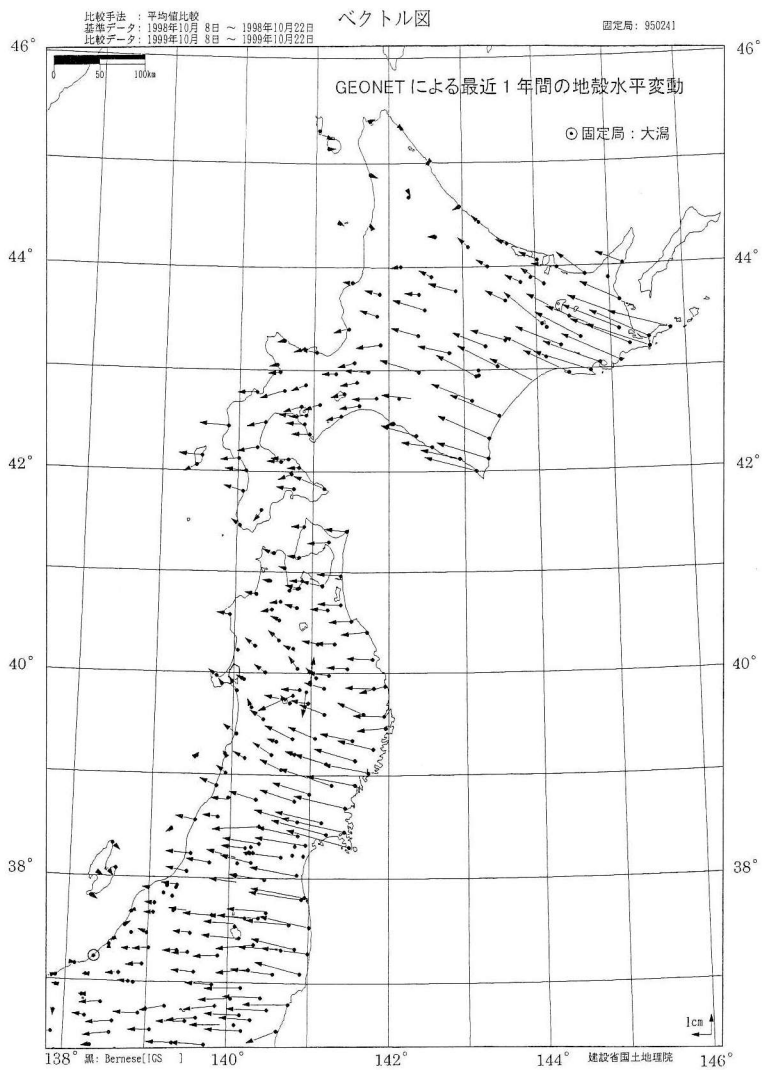 比較手法 : 平均値比較
基準データ: 1998年10月 8日 ~ 1998年10月22日
比較データ: 1999年10月 8日 ~ 1999年10月22日
ベクトル図
固定局: 950241
46°
46°
0 50 100km
GEONET による最近1年間の地殻水平変動
固定局:大潟
44°
44°
42°
42°
40°
40°
38°
38°
1cm
138°
140°
142°
144°
146°
黒: Bernese[IGS ]
建設省国土地理院